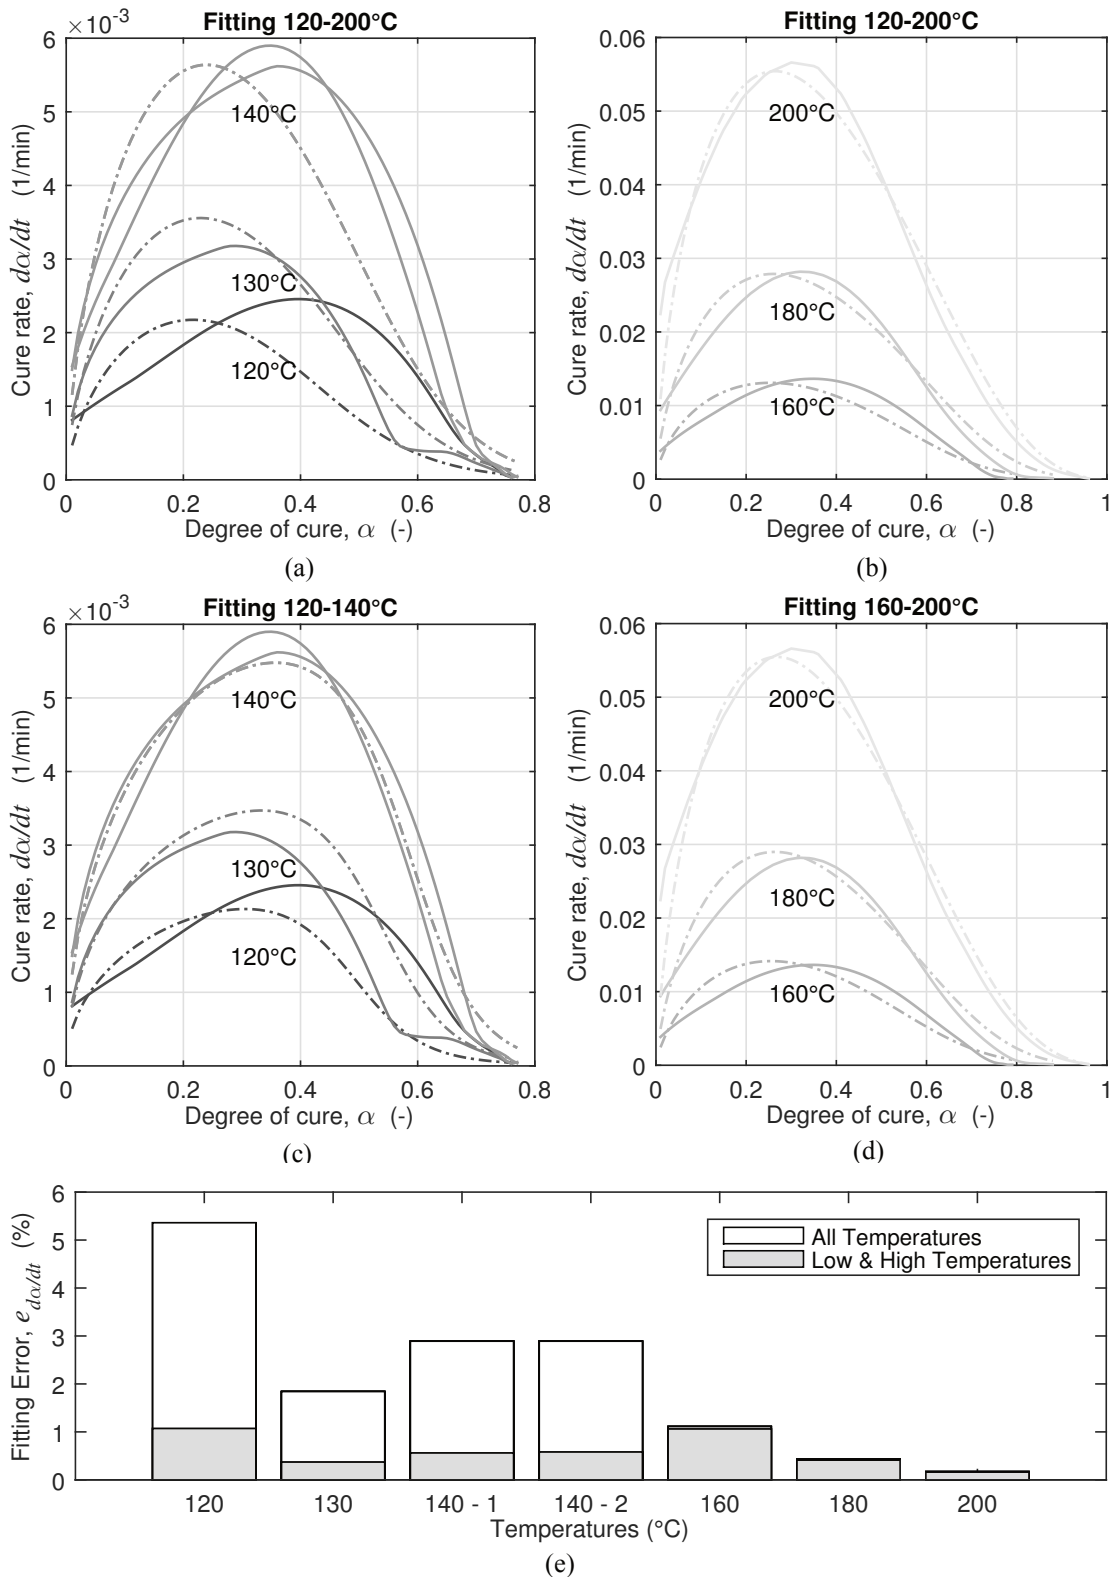 ×10⁻³
Fitting 120-200°C
6
5
4
3
2
1
0
Cure rate, dα/dt (1/min)
140°C
130°C
120°C
0 0.2 0.4 0.6 0.8
Degree of cure, α (-)
(a)
Fitting 120-200°C
0.06
0.05
0.04
0.03
0.02
0.01
0
Cure rate, dα/dt (1/min)
200°C
180°C
160°C
0 0.2 0.4 0.6 0.8 1
Degree of cure, α (-)
(b)
×10⁻³
Fitting 120-140°C
6
5
4
3
2
1
0
Cure rate, dα/dt (1/min)
140°C
130°C
120°C
0 0.2 0.4 0.6 0.8
Degree of cure, α (-)
(c)
Fitting 160-200°C
0.06
0.05
0.04
0.03
0.02
0.01
0
Cure rate, dα/dt (1/min)
200°C
180°C
160°C
0 0.2 0.4 0.6 0.8 1
Degree of cure, α (-)
(d)
6
5
4
3
2
1
0
Fitting Error, e dα/dt (%)
All Temperatures
Low & High Temperatures
120 130 140 - 1 140 - 2 160 180 200
Temperatures (°C)
(e)